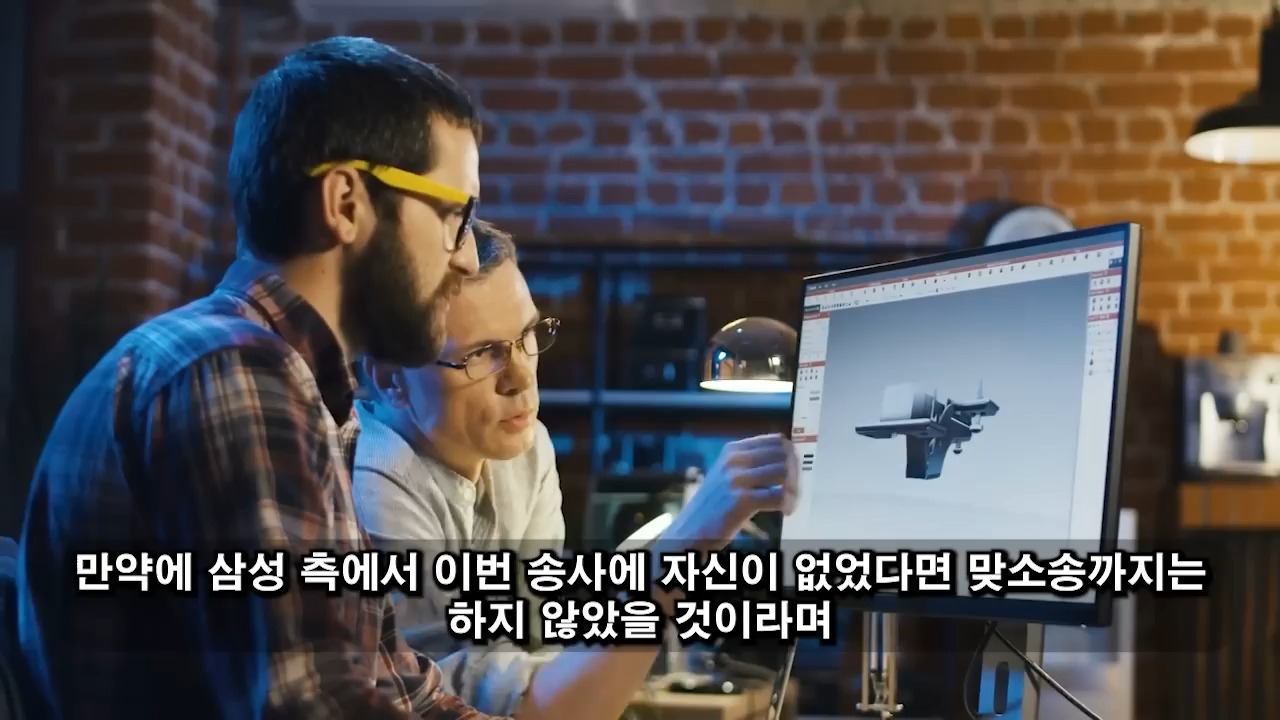 만약에 삼성 측에서 이번 송사에 자신이 없었다면 맞소송까지는
하지 않았을 것이라며